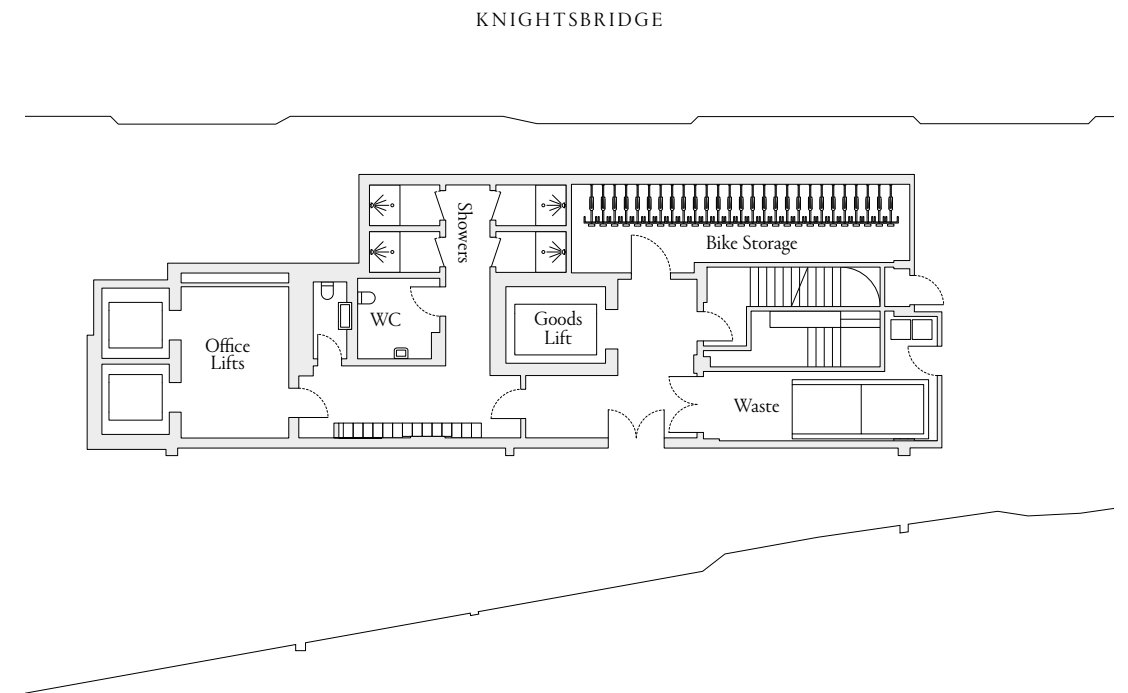 KNIGHTSBRIDGE
Showers
Bike Storage
WC
Goods
Lift
Office
Lifts
Waste